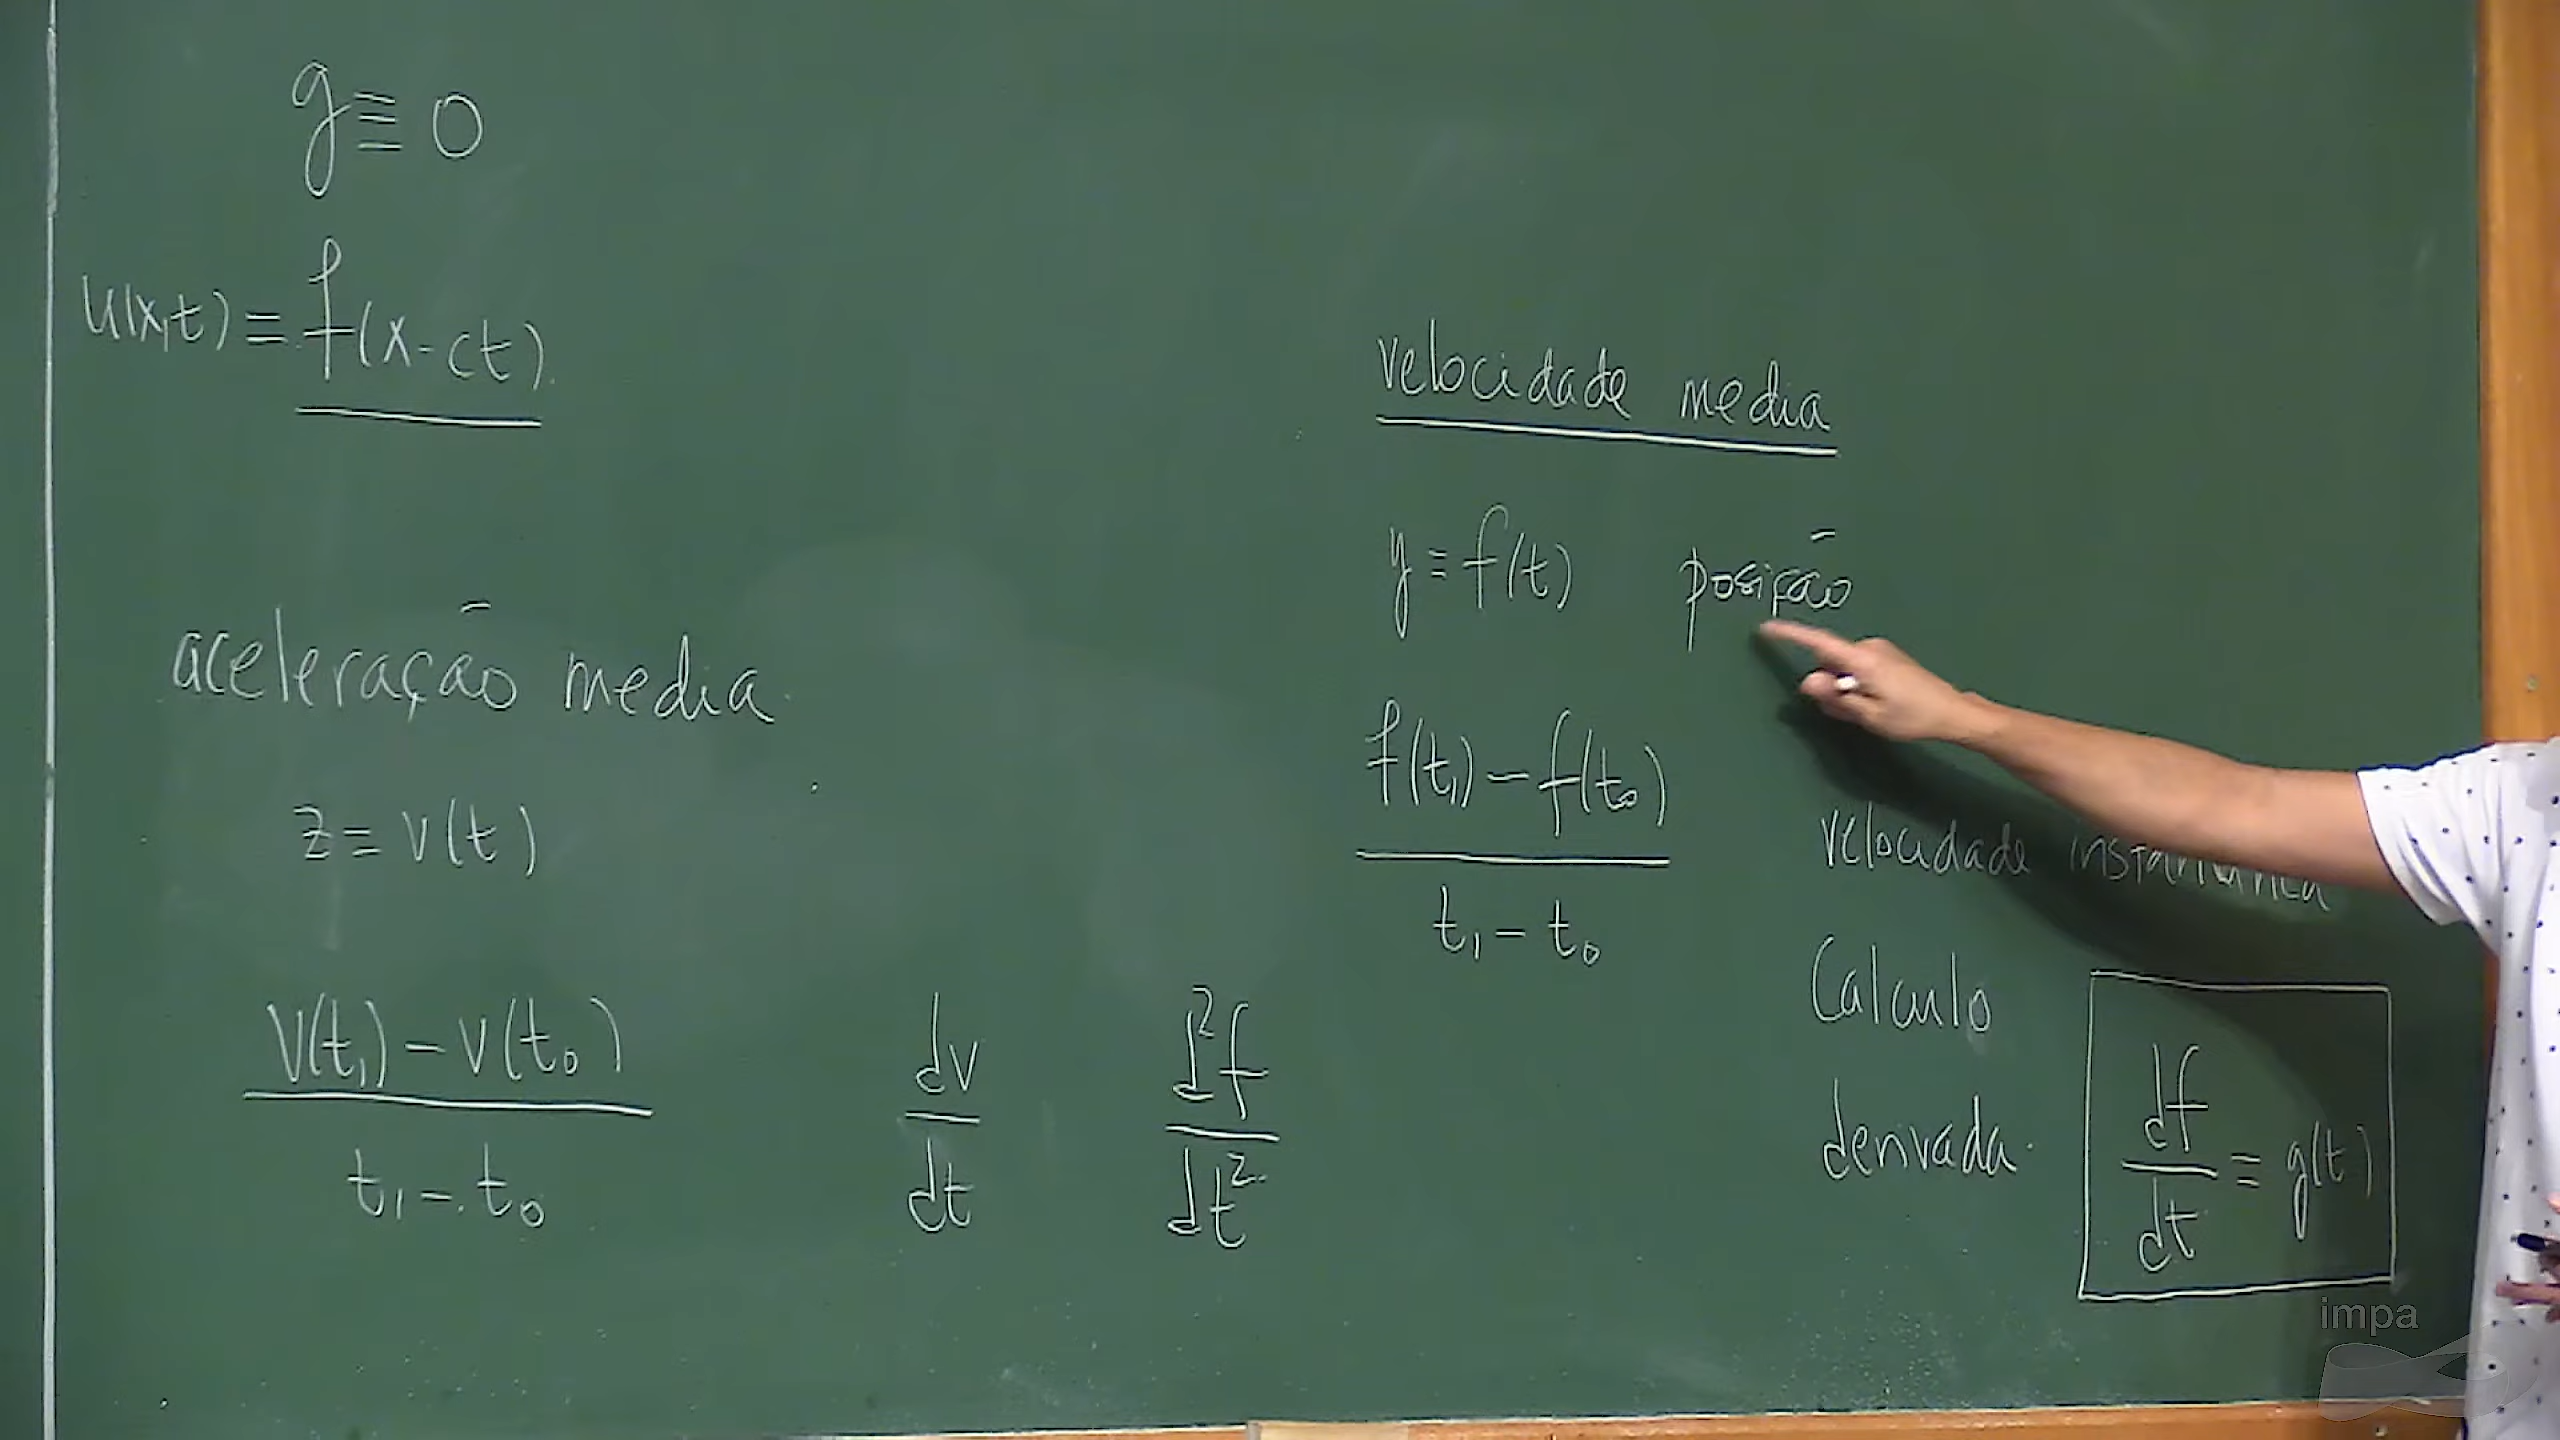 g ≡ 0
u(x,t) = f(x-ct).
aceleração media.
z = v(t)
v(t₁) - v(t₀)
t₁ - t₀
dv
dt
d²f
dt²
velocidade media
y = f(t) posição
f(t₁) - f(t₀)
t₁ - t₀
velocidade
Calculo
derivada.
df
dt
= g(t)
impa